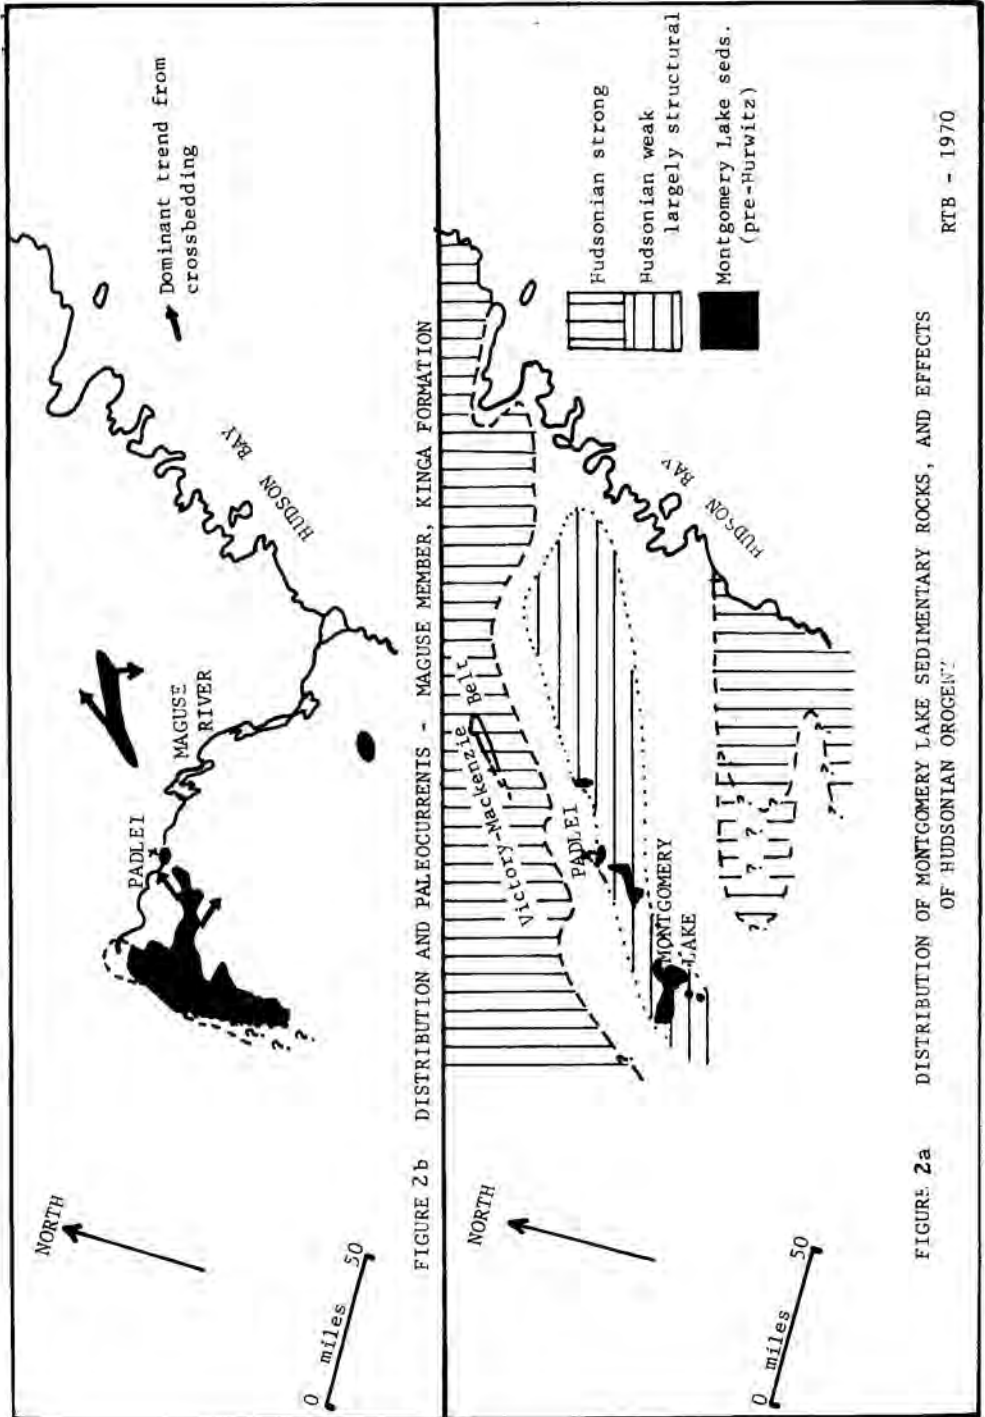 NORTH
0 miles 50
PADLEI
MAGUSE
RIVER
HUDSON BAY
Dominant trend from
crossbedding
?
?
?
?
FIGURE 2b DISTRIBUTION AND PALEOCURRENTS - MAGUSE MEMBER, KINGA FORMATION
NORTH
0 miles 50
Victory-Mackenzie Belt
PADLEI
MONTGOMERY
LAKE
HUDSON BAY
Hudsonian strong
Hudsonian weak
largely structural
Montgomery Lake seds.
(pre-Hurwitz)
FIGURE 2a DISTRIBUTION OF MONTGOMERY LAKE SEDIMENTARY ROCKS, AND EFFECTS
OF HUDSONIAN OROGENY
RTB - 1970